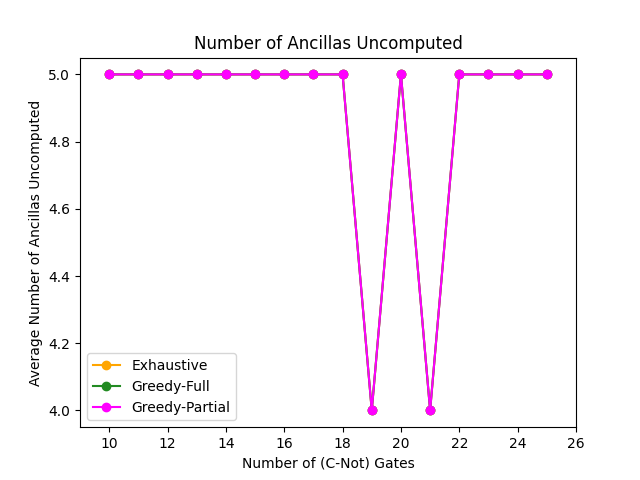 Number of Ancillas Uncomputed
Average Number of Ancillas Uncomputed
5.0
4.8
4.6
4.4
4.2
4.0
Exhaustive
Greedy-Full
Greedy-Partial
10 12 14 16 18 20 22 24 26
Number of (C-Not) Gates